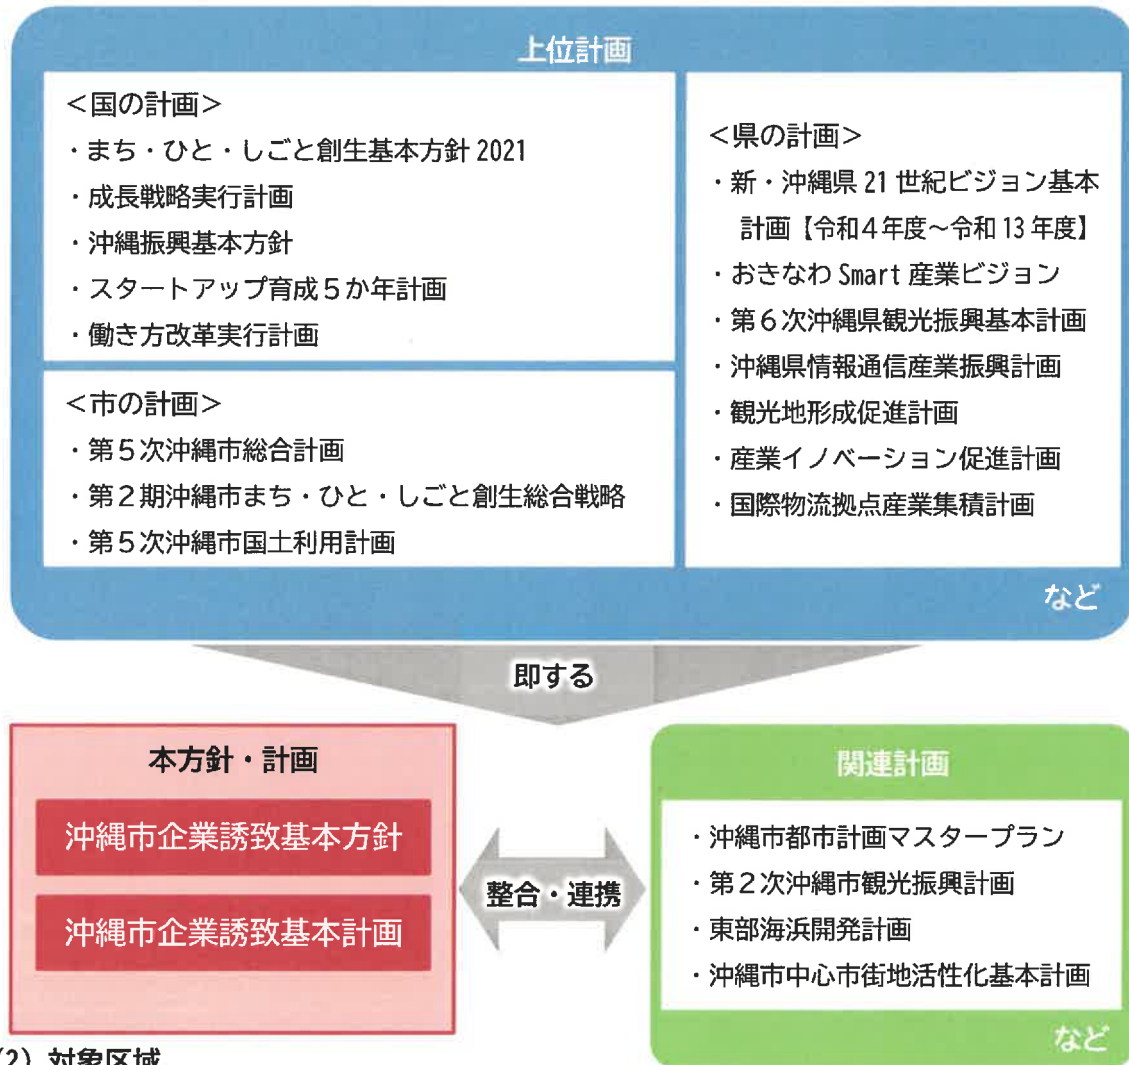 上位計画
＜国の計画＞
・まち・ひと・しごと創生基本方針 2021
・成長戦略実行計画
・沖縄振興基本方針
・スタートアップ育成５か年計画
・働き方改革実行計画
＜市の計画＞
・第５次沖縄市総合計画
・第２期沖縄市まち・ひと・しごと創生総合戦略
・第５次沖縄市国土利用計画
＜県の計画＞
・新・沖縄県 21 世紀ビジョン基本
計画【令和４年度～令和 13 年度】
・おきなわ Smart 産業ビジョン
・第６次沖縄県観光振興基本計画
・沖縄県情報通信産業振興計画
・観光地形成促進計画
・産業イノベーション促進計画
・国際物流拠点産業集積計画
など
即する
本方針・計画
沖縄市企業誘致基本方針
沖縄市企業誘致基本計画
整合・連携
関連計画
・沖縄市都市計画マスタープラン
・第２次沖縄市観光振興計画
・東部海浜開発計画
・沖縄市中心市街地活性化基本計画
など
(2) 対象区域